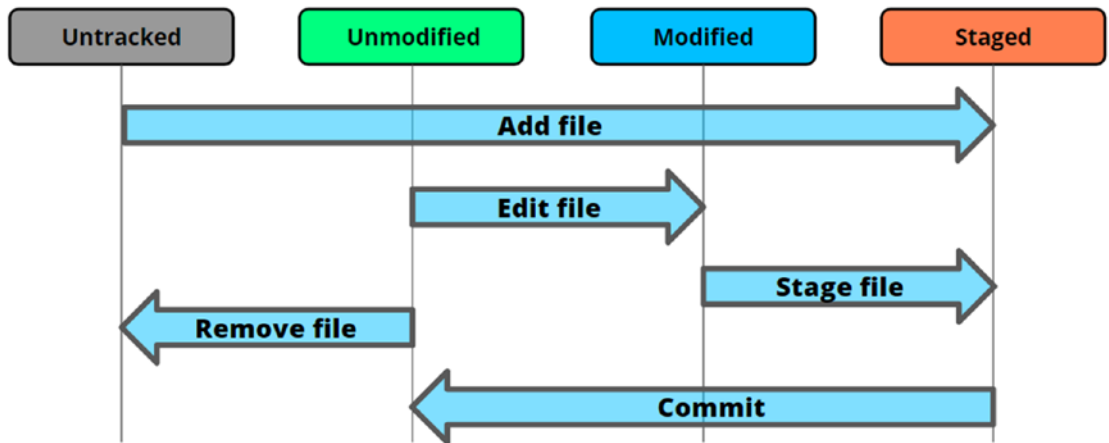 Untracked
Unmodified
Modified
Staged
Add file
Edit file
Stage file
Remove file
Commit